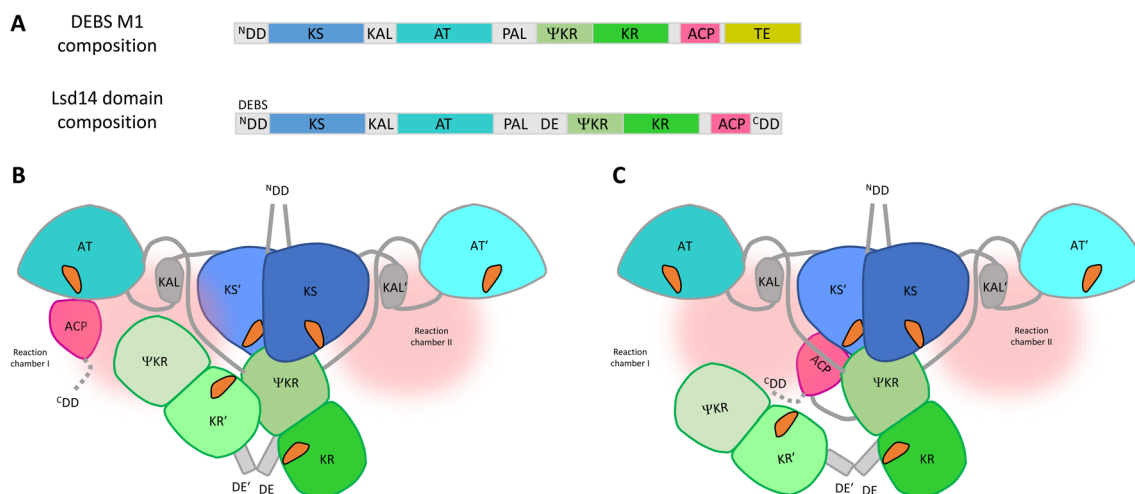 A
DEBS M1
composition
ᴺDD KS KAL AT PAL ΨKR KR ACP TE
Lsd14 domain
composition
DEBS
ᴺDD KS KAL AT PAL DE ΨKR KR ACP ᶜDD
B
ᴺDD
AT
AT'
KAL
KS'
KS
KAL'
ACP
Reaction
chamber I
Reaction
chamber II
ΨKR
ΨKR
ᶜDD
KR'
KR
DE' DE
C
ᴺDD
AT
AT'
KAL
KS'
KS
KAL'
Reaction
chamber I
Reaction
chamber II
ACP
ᶜDD
ΨKR
ΨKR
KR'
KR
DE' DE